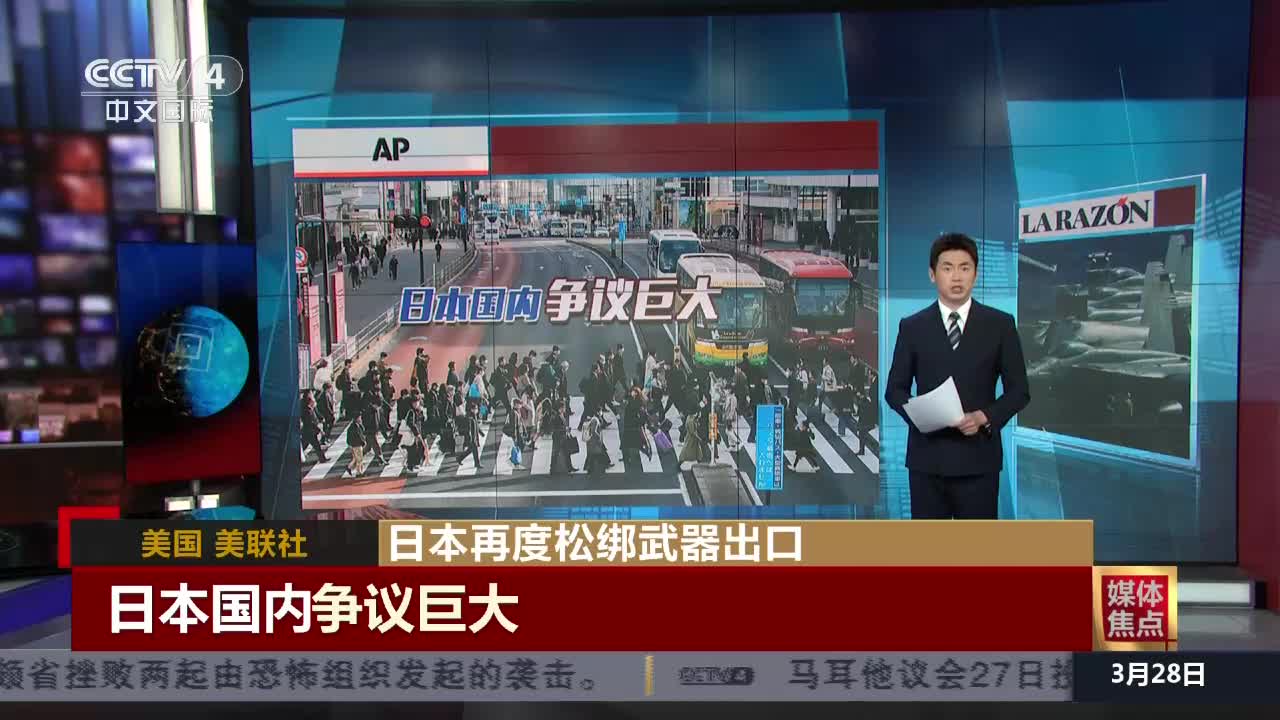 CCTV 4
中文国际
AP
LA RAZÓN
日本国内争议巨大
美国 美联社
日本再度松绑武器出口
日本国内争议巨大
媒体
焦点
频省挫败两起由恐怖组织发起的袭击。
CCTV 4
马耳他议会27日
3月28日